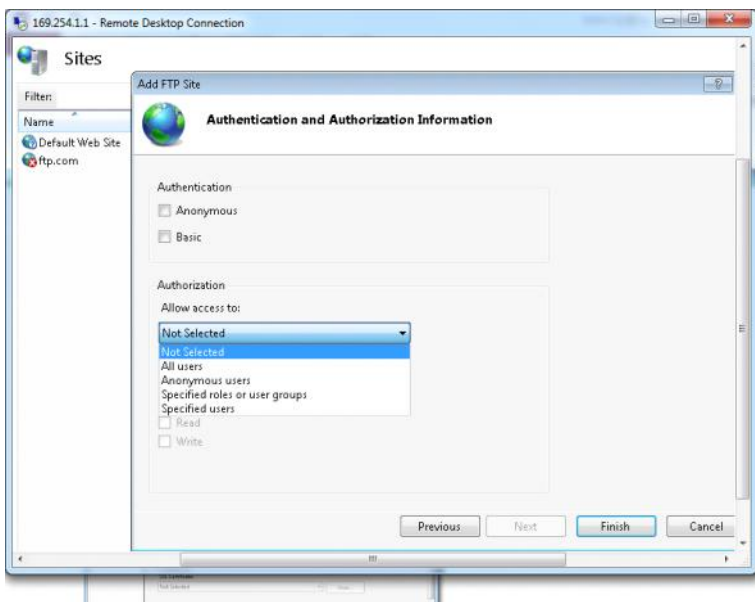 169.254.1.1 - Remote Desktop Connection
Sites
Filter:
Name
Default Web Site
ftp.com
Add FTP Site
Authentication and Authorization Information
Authentication
Anonymous
Basic
Authorization
Allow access to:
Not Selected
Not Selected
All users
Anonymous users
Specified roles or user groups
Specified users
Read
Write
Previous
Next
Finish
Cancel
Not Selected